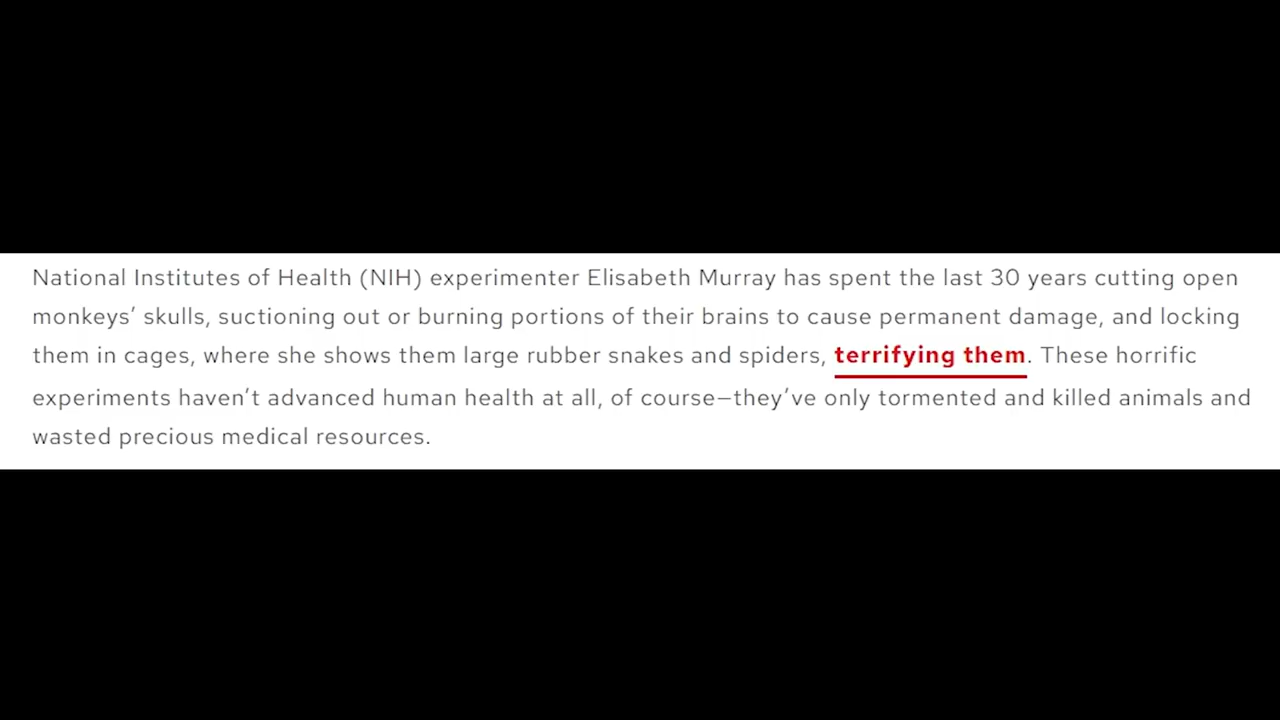 National Institutes of Health (NIH) experimenter Elisabeth Murray has spent the last 30 years cutting open
monkeys’ skulls, suctioning out or burning portions of their brains to cause permanent damage, and locking
them in cages, where she shows them large rubber snakes and spiders, terrifying them. These horrific
experiments haven’t advanced human health at all, of course—they’ve only tormented and killed animals and
wasted precious medical resources.